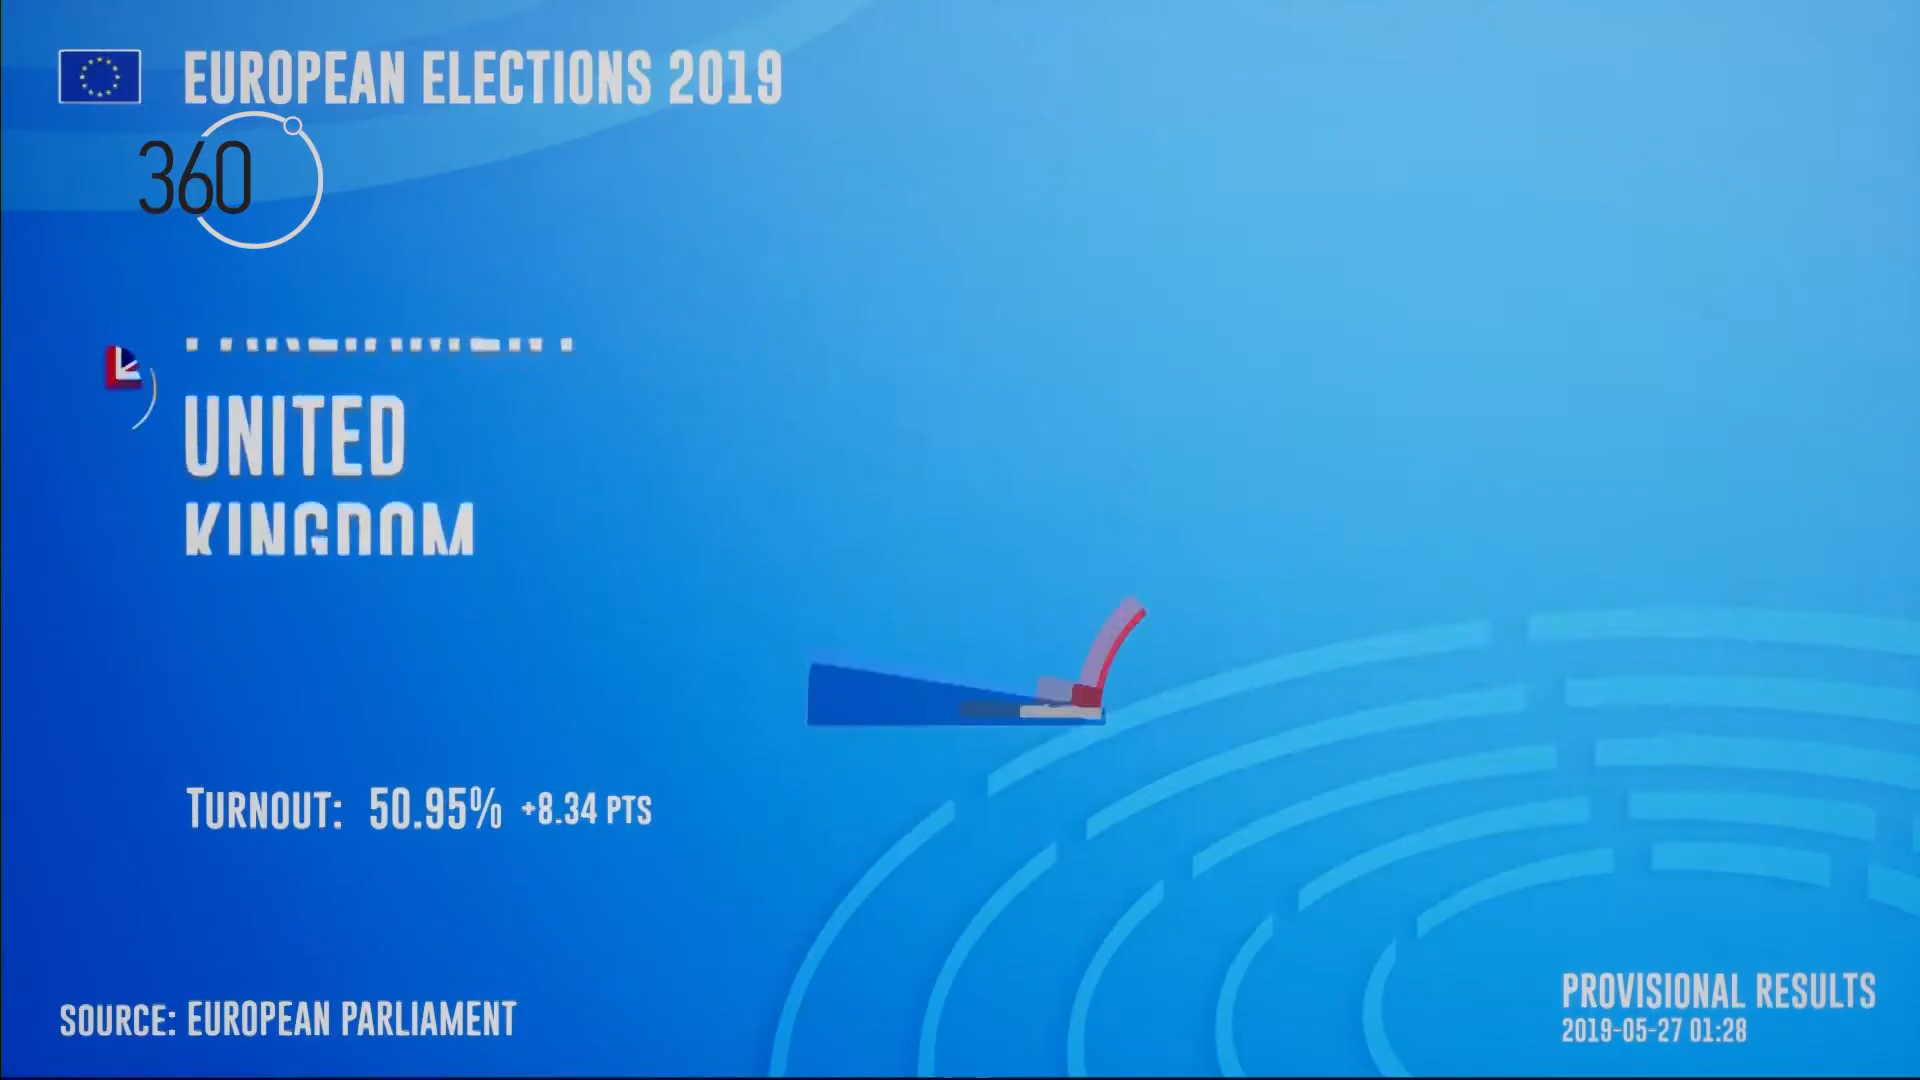 EUROPEAN ELECTIONS 2019
360
UNITED
KINGDOM
TURNOUT: 50.95% +8.34 PTS
SOURCE: EUROPEAN PARLIAMENT
PROVISIONAL RESULTS
2019-05-27 01:28